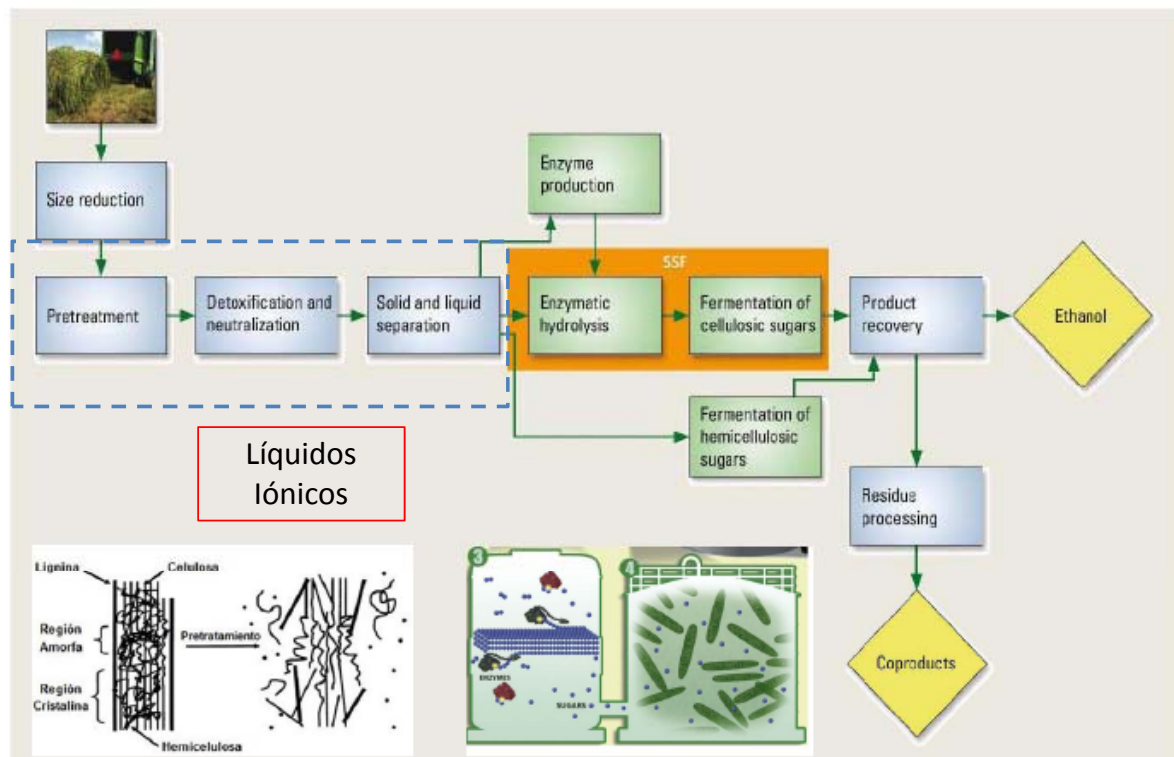 Size reduction
Pretreatment
Detoxification and
neutralization
Solid and liquid
separation
Enzyme
production
SSF
Enzymatic
hydrolysis
Fermentation of
cellulosic sugars
Product
recovery
Ethanol
Fermentation of
hemicellulosic
sugars
Residue
processing
Coproducts
Líquidos
Iónicos
Lignina
Celulosa
Región
Amorfa
Pretratamiento
Región
Cristalina
Hemicelulosa
3
4
ENZYMES
SUGARS